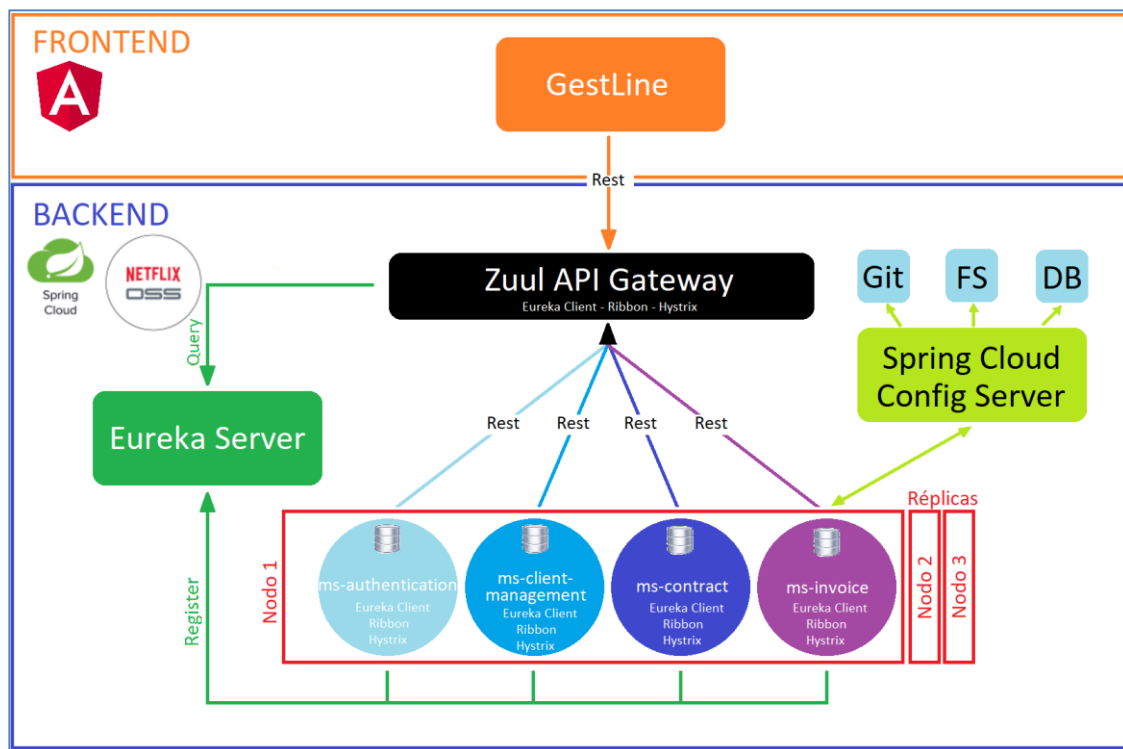 FRONTEND
A
GestLine
Rest
BACKEND
Spring
Cloud
NETFLIX
OSS
Zuul API Gateway
Eureka Client - Ribbon - Hystrix
Git
FS
DB
Spring Cloud
Config Server
Query
Eureka Server
Rest
Rest
Rest
Rest
Réplicas
Register
Nodo 1
ms-authentication
Eureka Client
Ribbon
Hystrix
ms-client-
management
Eureka Client
Ribbon
Hystrix
ms-contract
Eureka Client
Ribbon
Hystrix
ms-invoice
Eureka Client
Ribbon
Hystrix
Nodo 2
Nodo 3